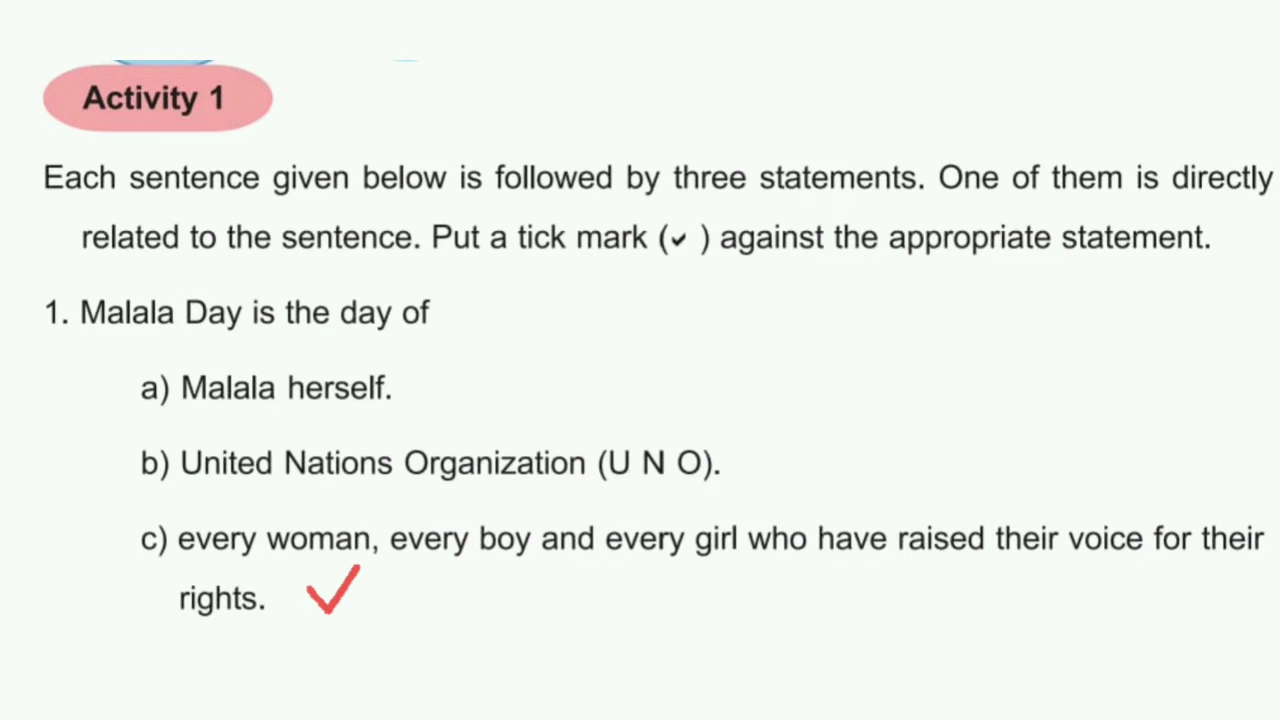 Activity 1
Each sentence given below is followed by three statements. One of them is directly
related to the sentence. Put a tick mark (✔ ) against the appropriate statement.
1. Malala Day is the day of
a) Malala herself.
b) United Nations Organization (U N O).
c) every woman, every boy and every girl who have raised their voice for their
rights. ✓